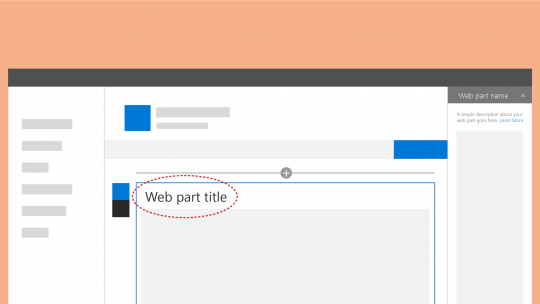 Web part name
A simple description about your
web part goes here. Learn More
Web part title